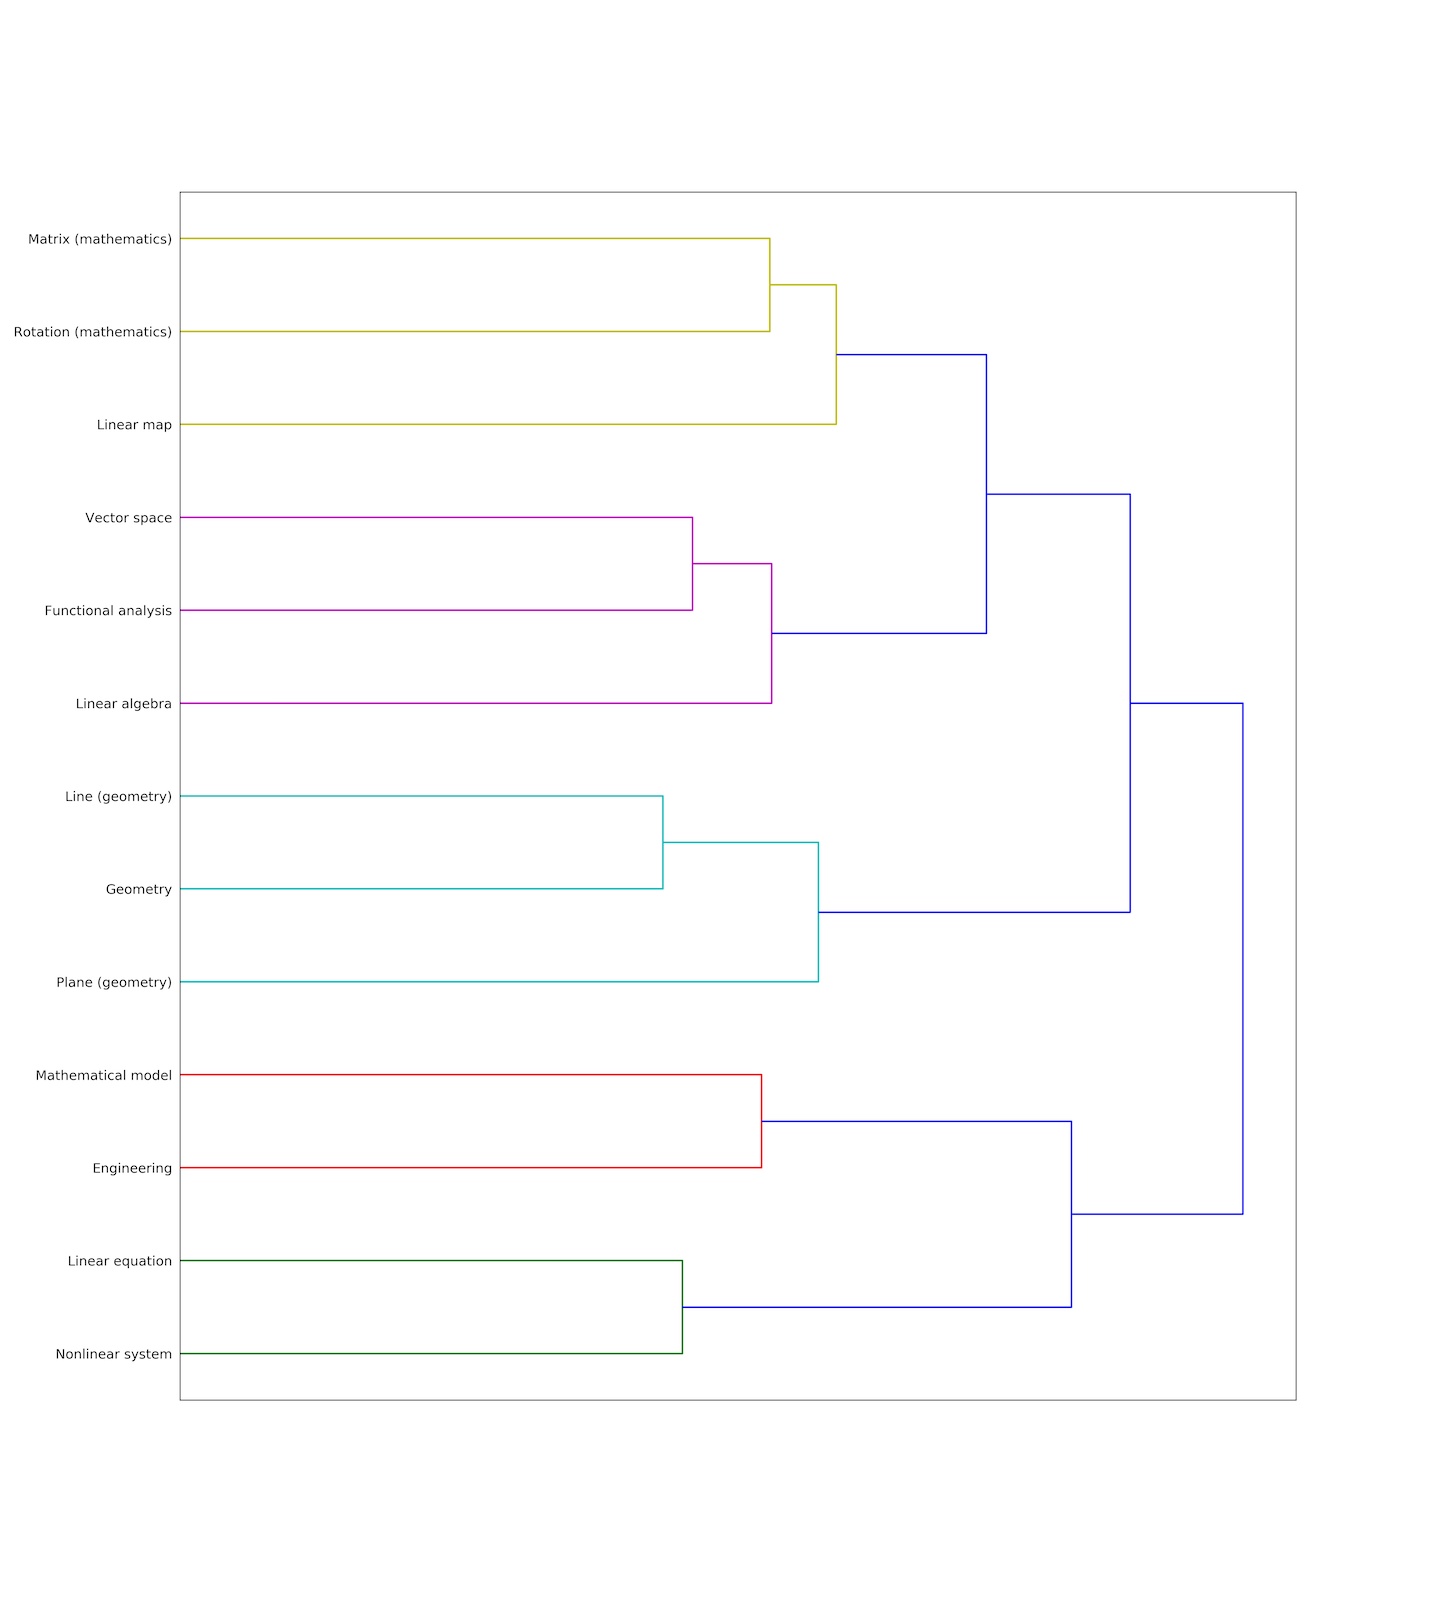 Matrix (mathematics)
Rotation (mathematics)
Linear map
Vector space
Functional analysis
Linear algebra
Line (geometry)
Geometry
Plane (geometry)
Mathematical model
Engineering
Linear equation
Nonlinear system